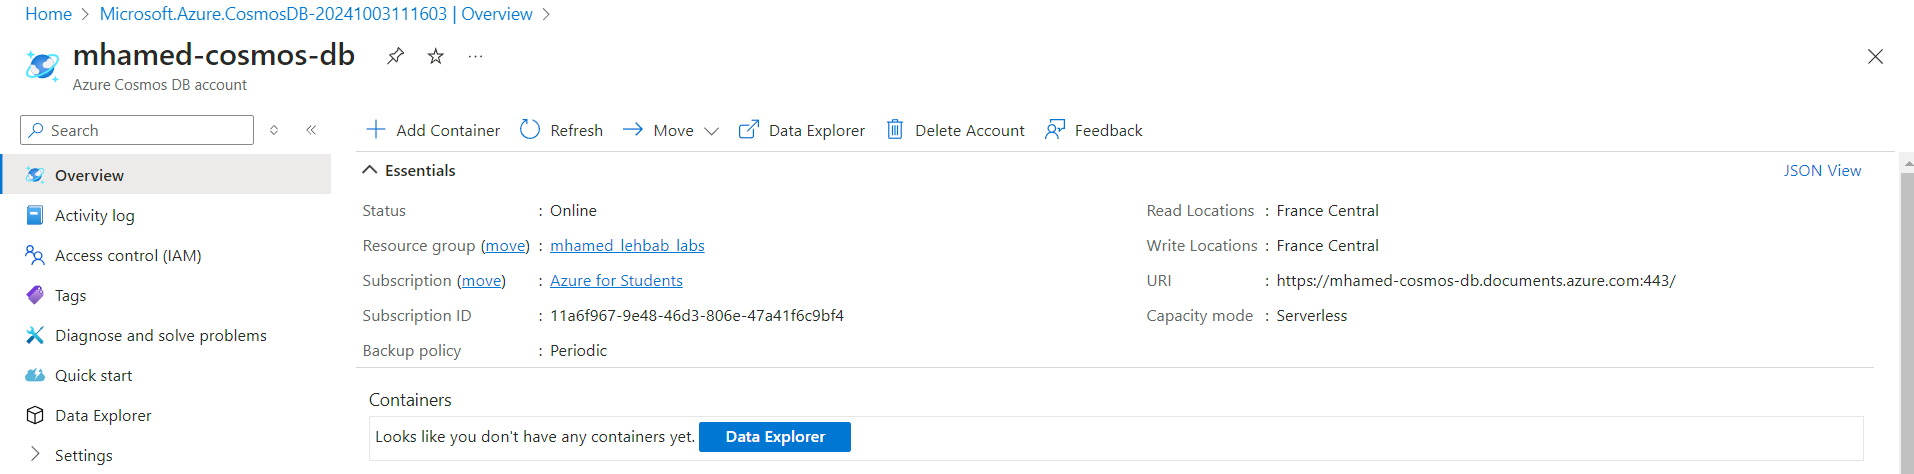 Home > Microsoft.Azure.CosmosDB-20241003111603 | Overview >
mhamed-cosmos-db ...
Azure Cosmos DB account
Search
Add Container Refresh Move Data Explorer Delete Account Feedback
Overview
Activity log
Access control (IAM)
Tags
Diagnose and solve problems
Quick start
Data Explorer
Settings
Essentials JSON View
Status : Online
Resource group (move) : mhamed_lehbab_labs
Subscription (move) : Azure for Students
Subscription ID : 11a6f967-9e48-46d3-806e-47a41f6c9bf4
Backup policy : Periodic
Read Locations : France Central
Write Locations : France Central
URI : https://mhamed-cosmos-db.documents.azure.com:443/
Capacity mode : Serverless
Containers
Looks like you don't have any containers yet. Data Explorer